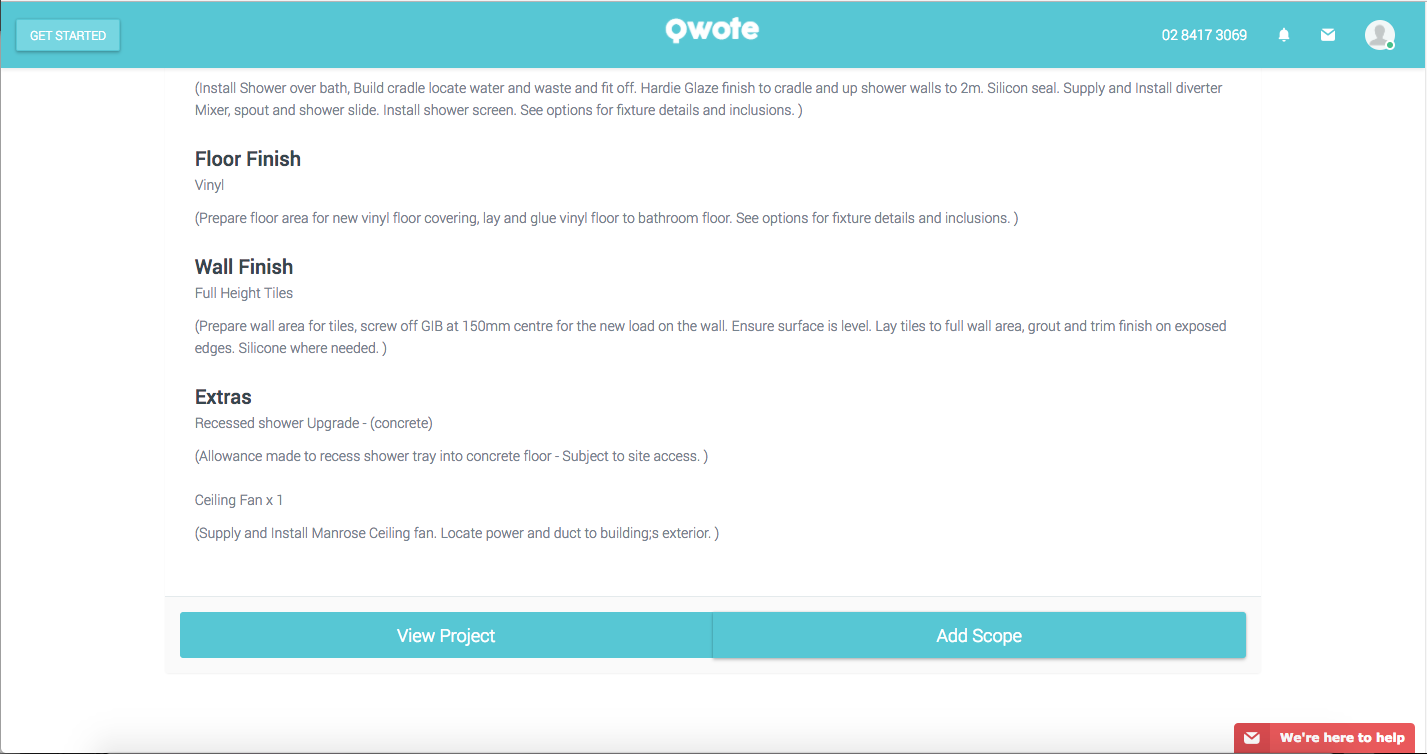 GET STARTED
Qwote
02 8417 3069
(Install Shower over bath, Build cradle locate water and waste and fit off. Hardie Glaze finish to cradle and up shower walls to 2m. Silicon seal. Supply and Install diverter
Mixer, spout and shower slide. Install shower screen. See options for fixture details and inclusions. )
Floor Finish
Vinyl
(Prepare floor area for new vinyl floor covering, lay and glue vinyl floor to bathroom floor. See options for fixture details and inclusions. )
Wall Finish
Full Height Tiles
(Prepare wall area for tiles, screw off GIB at 150mm centre for the new load on the wall. Ensure surface is level. Lay tiles to full wall area, grout and trim finish on exposed
edges. Silicone where needed. )
Extras
Recessed shower Upgrade - (concrete)
(Allowance made to recess shower tray into concrete floor - Subject to site access. )
Ceiling Fan x 1
(Supply and Install Manrose Ceiling fan. Locate power and duct to building;s exterior. )
View Project
Add Scope
We're here to help